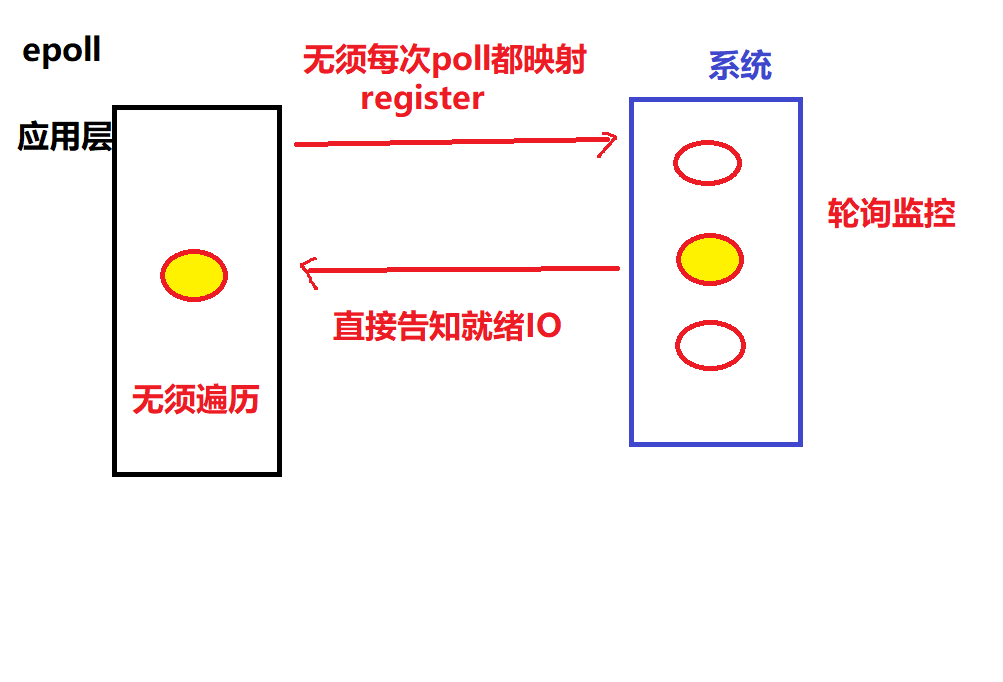 epoll
无须每次poll都映射
register
系统
应用层
轮询监控
直接告知就绪IO
无须遍历